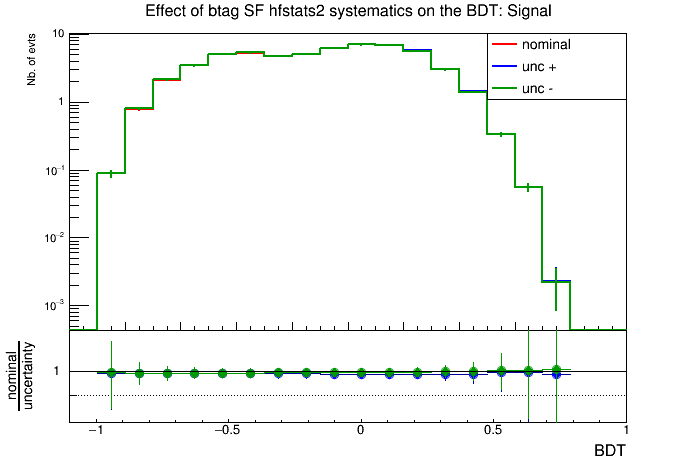 Effect of btag SF hfstats2 systematics on the BDT: Signal
Nb. of evts
10
1
10⁻¹
10⁻²
10⁻³
nominal
unc +
unc -
nominal
uncertainty
1
−1
−0.5
0
0.5
1
BDT